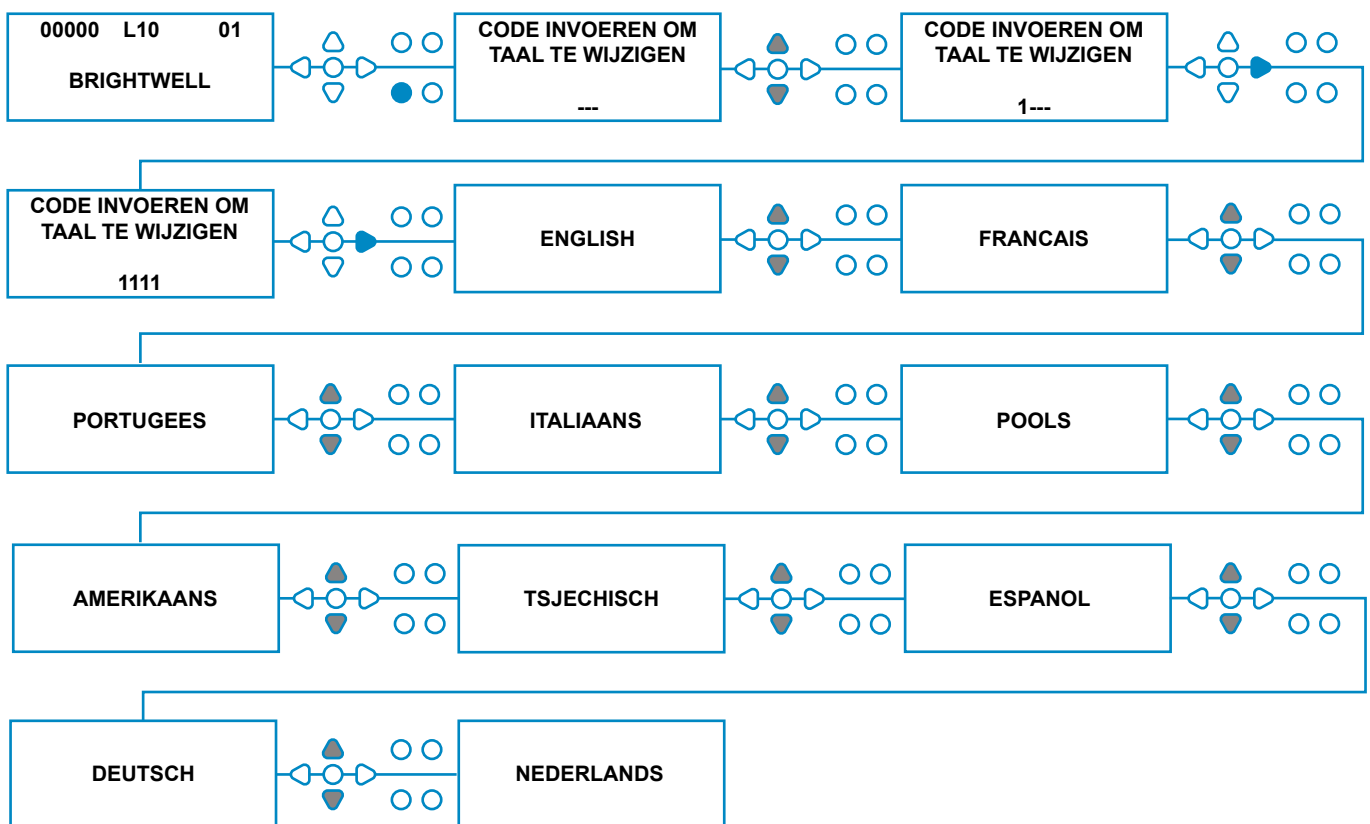 00000 L10 01
BRIGHTWELL
CODE INVOEREN OM
TAAL TE WIJZIGEN
---
CODE INVOEREN OM
TAAL TE WIJZIGEN
1---
CODE INVOEREN OM
TAAL TE WIJZIGEN
1111
ENGLISH
FRANCAIS
PORTUGEES
ITALIAANS
POOLS
AMERIKAANS
TSJECHISCH
ESPANOL
DEUTSCH
NEDERLANDS